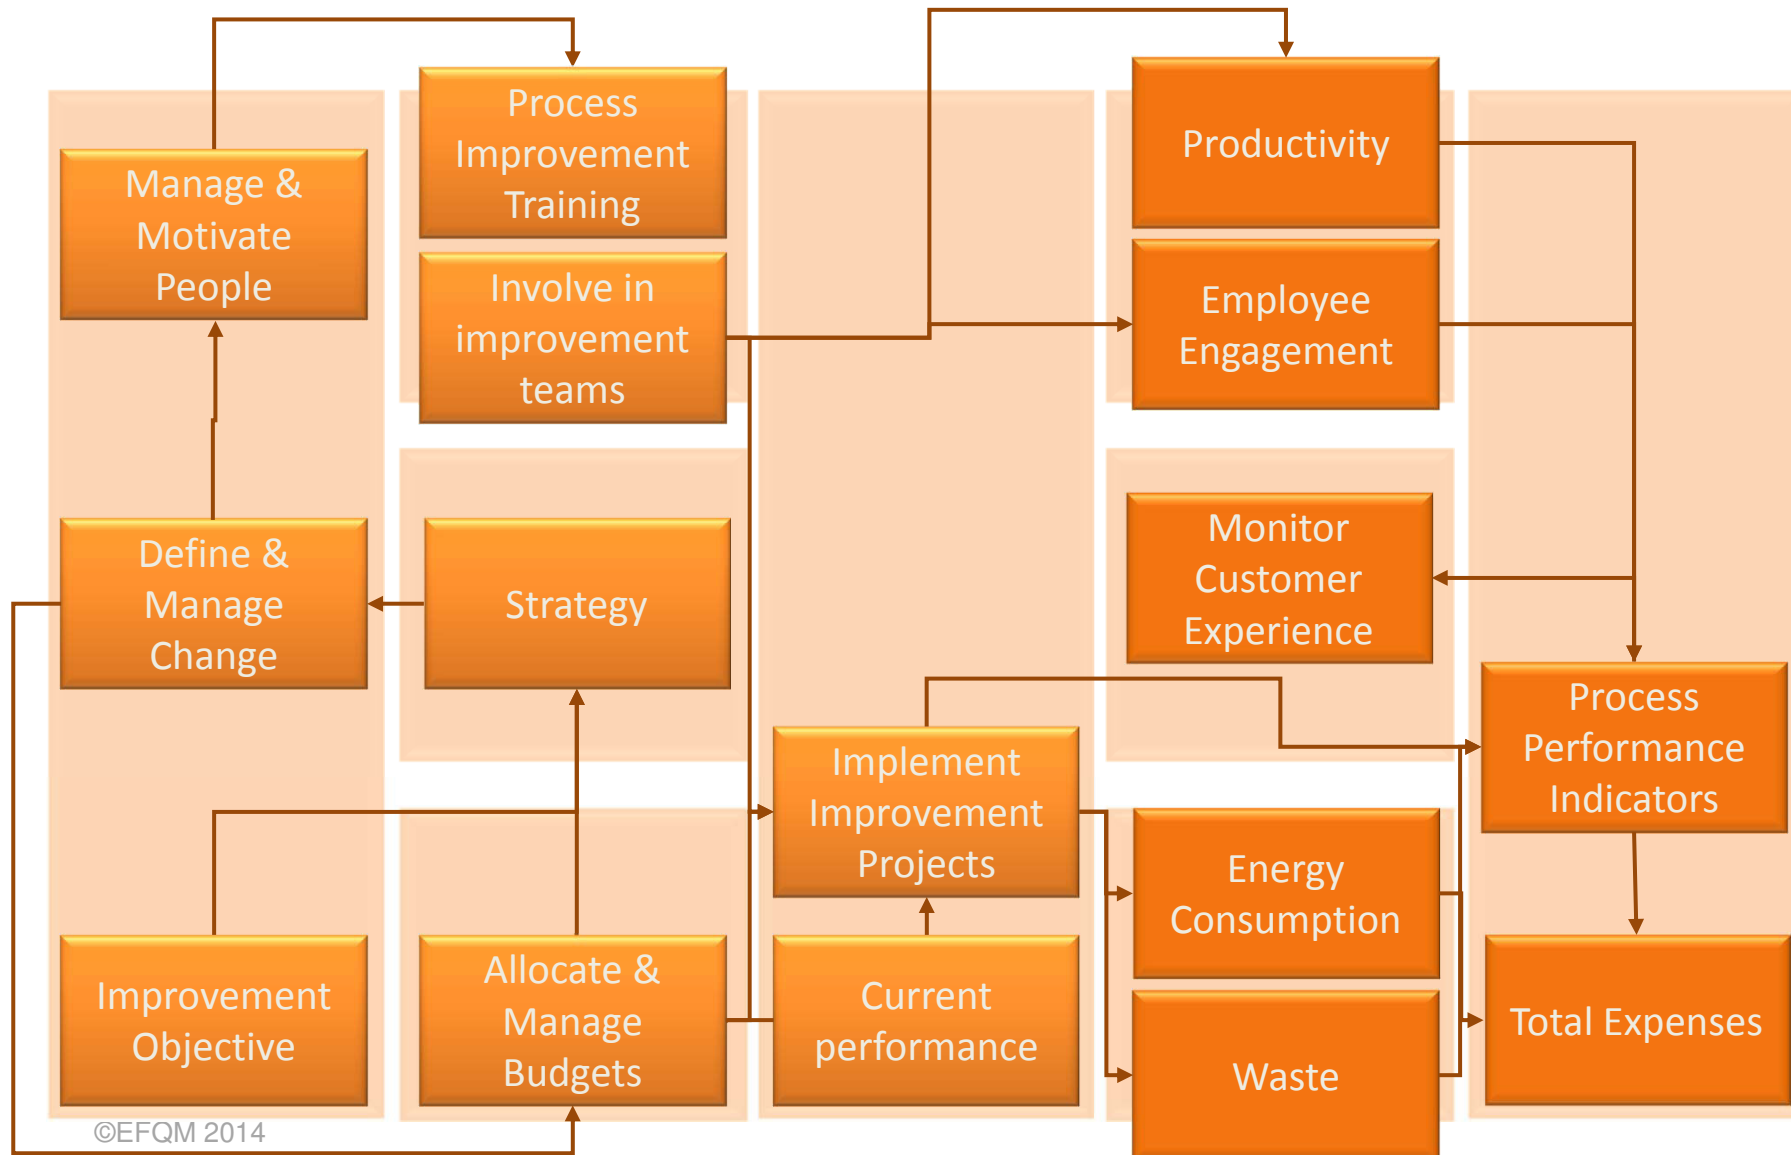 Process
Improvement
Training
Manage &
Motivate
People
Involve in
improvement
teams
Productivity
Employee
Engagement
Define &
Manage
Change
Strategy
Monitor
Customer
Experience
Process
Performance
Indicators
Implement
Improvement
Projects
Energy
Consumption
Improvement
Objective
Allocate &
Manage
Budgets
Current
performance
Waste
Total Expenses
©EFQM 2014